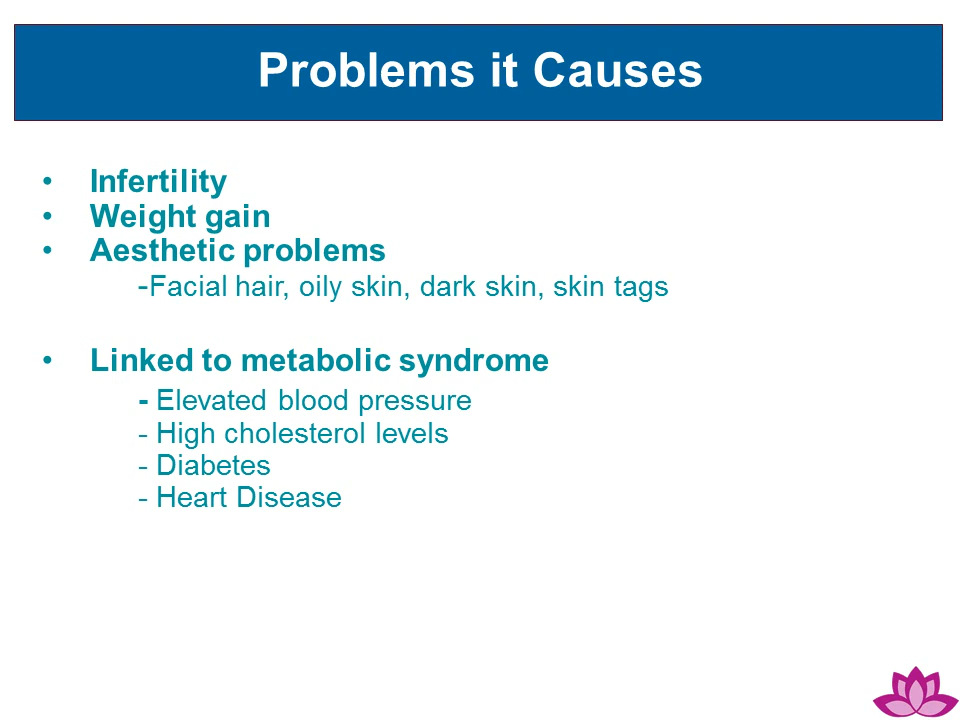 Problems it Causes
• Infertility
• Weight gain
• Aesthetic problems
-Facial hair, oily skin, dark skin, skin tags
• Linked to metabolic syndrome
- Elevated blood pressure
- High cholesterol levels
- Diabetes
- Heart Disease